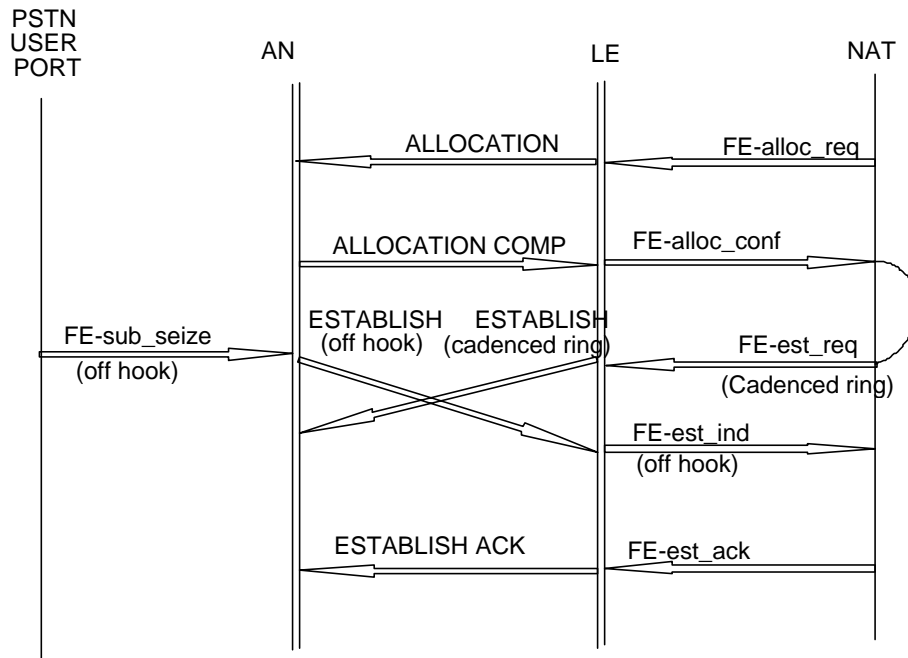 PSTN
USER
PORT
AN
LE
NAT
ALLOCATION
FE-alloc_req
ALLOCATION COMP
FE-alloc_conf
FE-sub_seize
(off hook)
ESTABLISH
(off hook)
ESTABLISH
(cadenced ring)
FE-est_req
(Cadenced ring)
FE-est_ind
(off hook)
ESTABLISH ACK
FE-est_ack